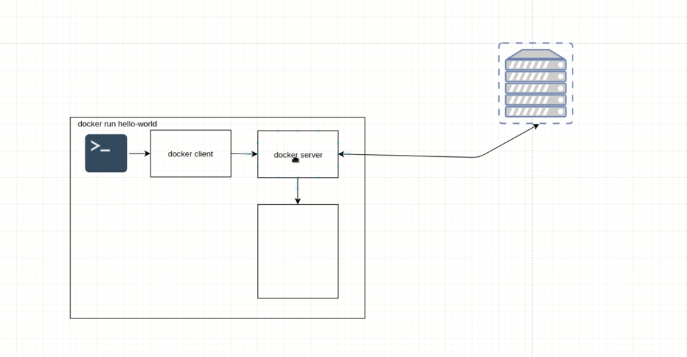 docker run hello-world
>_
docker client
docker server